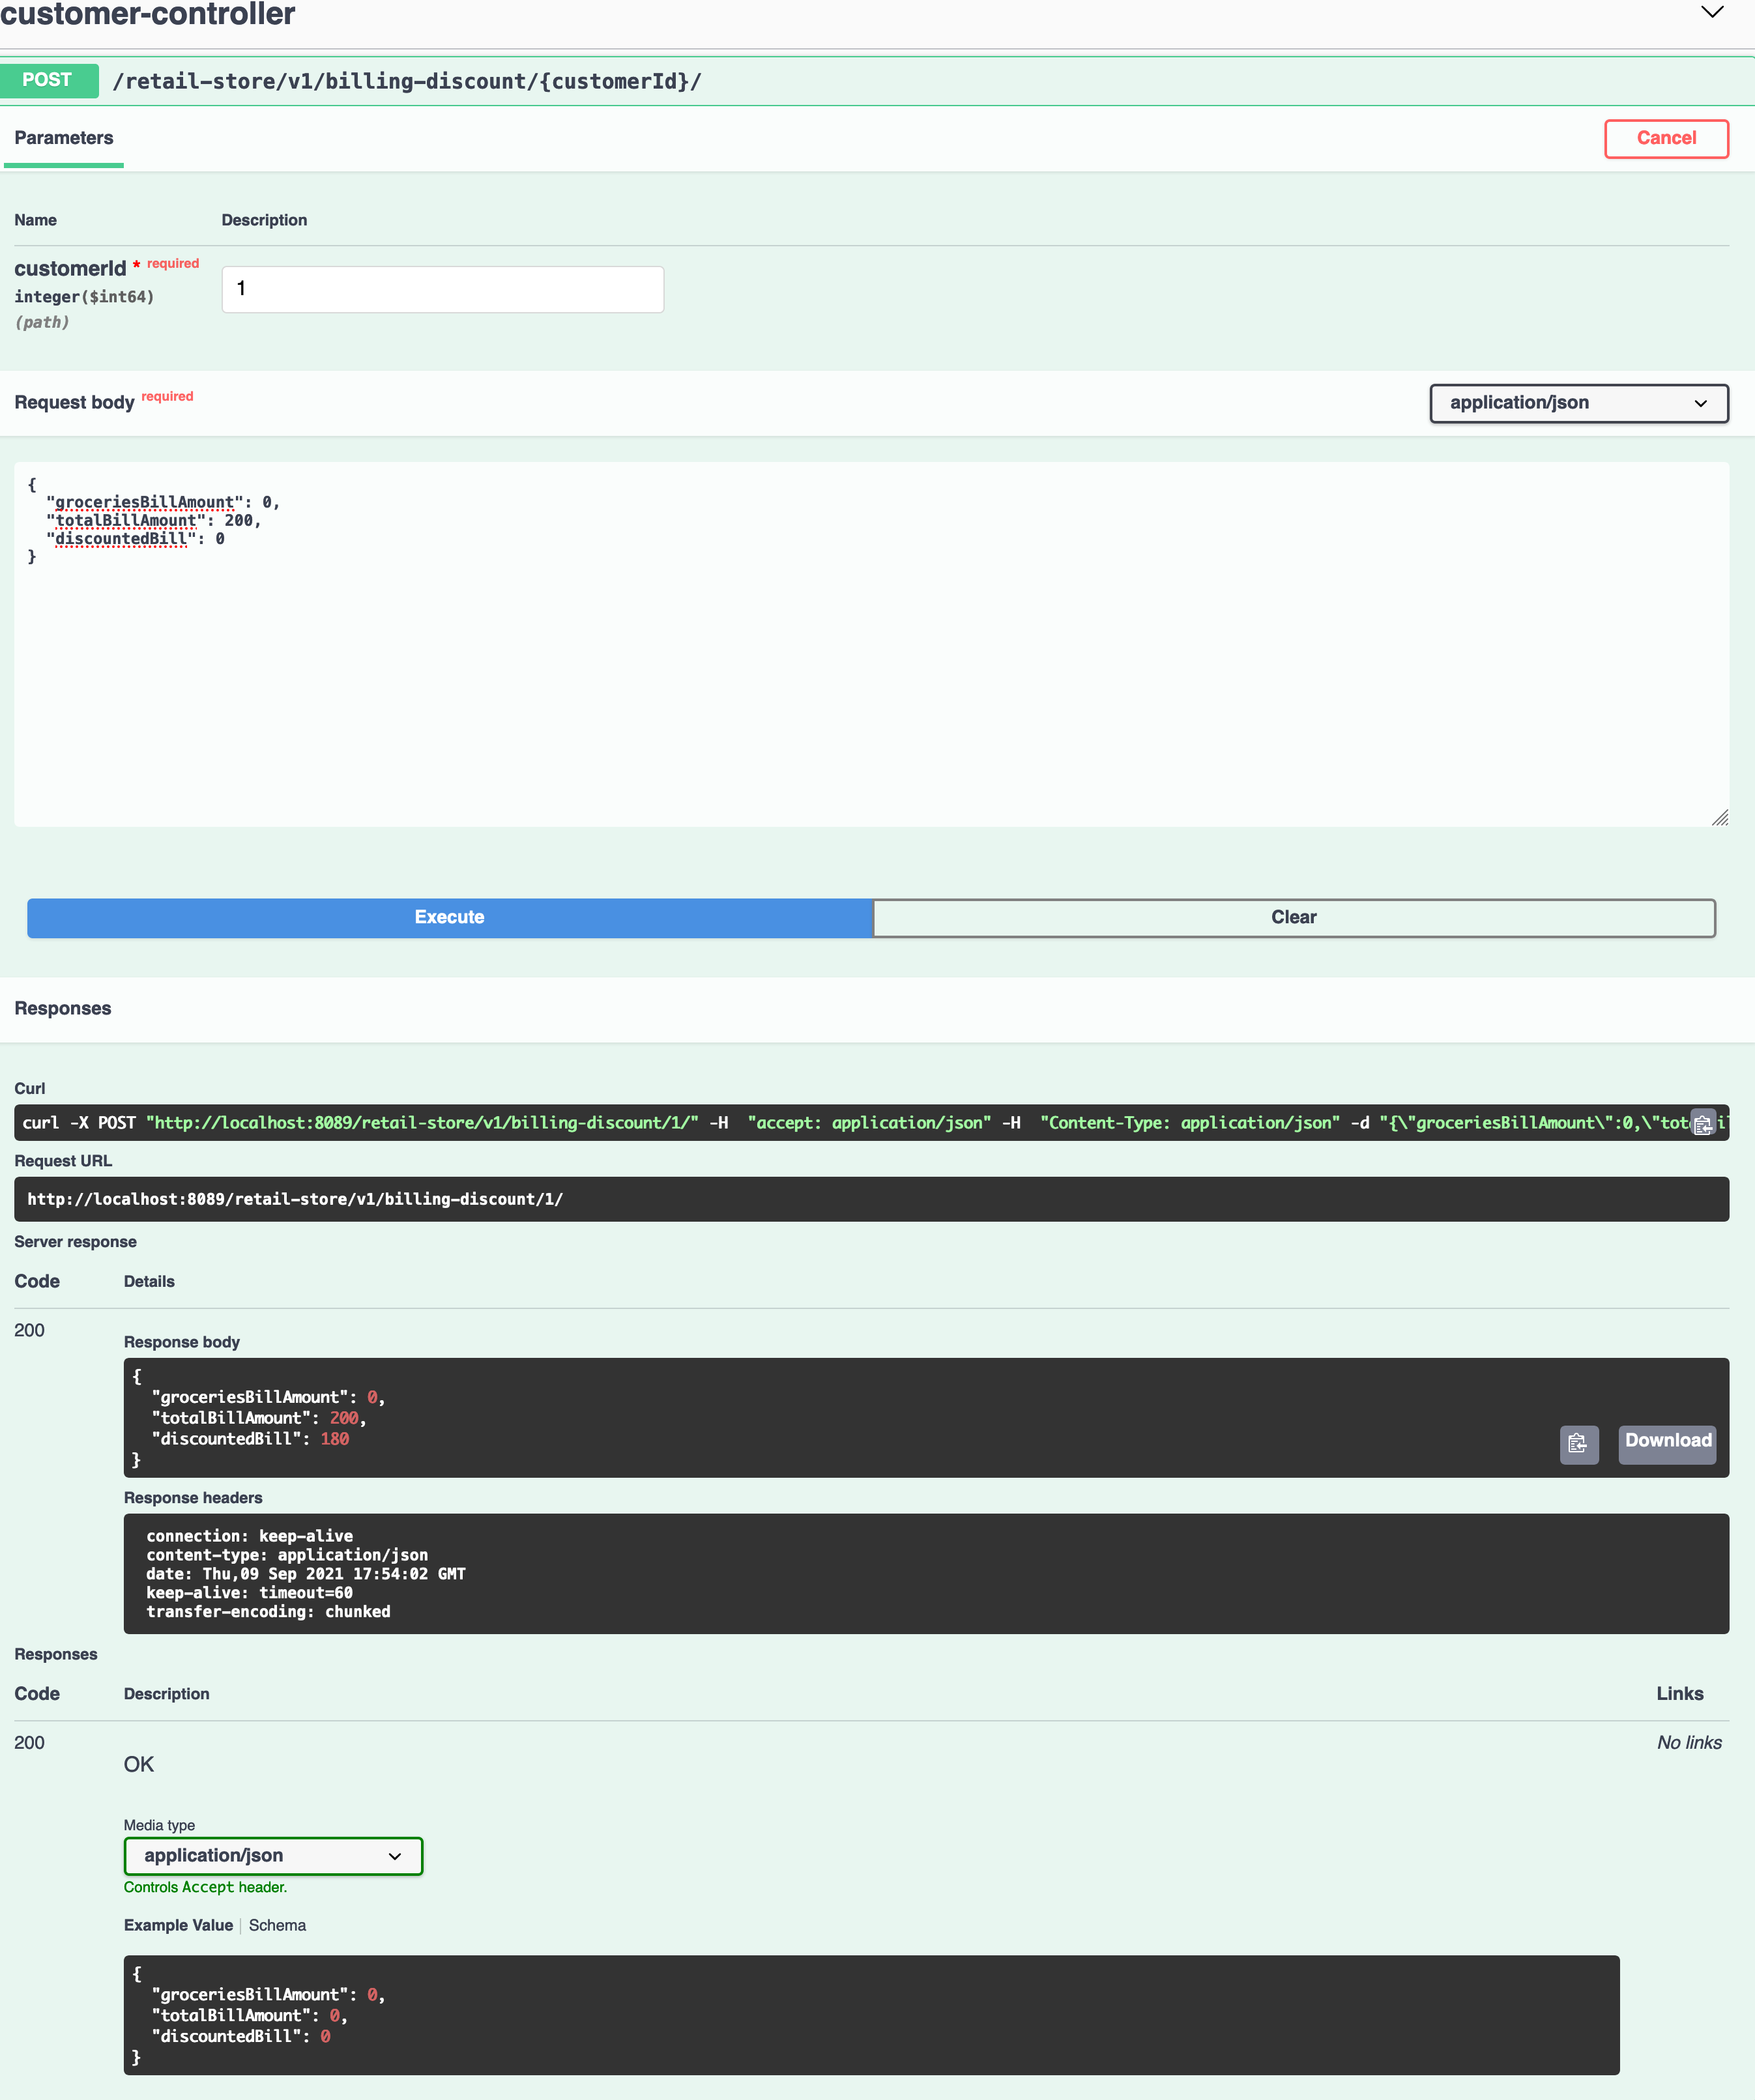 customer-controller
POST /retail-store/v1/billing-discount/{customerId}/
Parameters
Cancel
Name Description
customerId * required
integer($int64)
(path)
1
Request body required
application/json
{
  "groceriesBillAmount": 0,
  "totalBillAmount": 200,
  "discountedBill": 0
}
Execute
Clear
Responses
Curl
curl -X POST "http://localhost:8089/retail-store/v1/billing-discount/1/" -H  "accept: application/json" -H  "Content-Type: application/json" -d "{\"groceriesBillAmount\":0,\"tot
Request URL
http://localhost:8089/retail-store/v1/billing-discount/1/
Server response
Code Details
200
Response body
{
  "groceriesBillAmount": 0,
  "totalBillAmount": 200,
  "discountedBill": 180
}
Download
Response headers
connection: keep-alive
content-type: application/json
date: Thu,09 Sep 2021 17:54:02 GMT
keep-alive: timeout=60
transfer-encoding: chunked
Responses
Code Description Links
200
OK
No links
Media type
application/json
Controls Accept header.
Example Value | Schema
{
  "groceriesBillAmount": 0,
  "totalBillAmount": 0,
  "discountedBill": 0
}